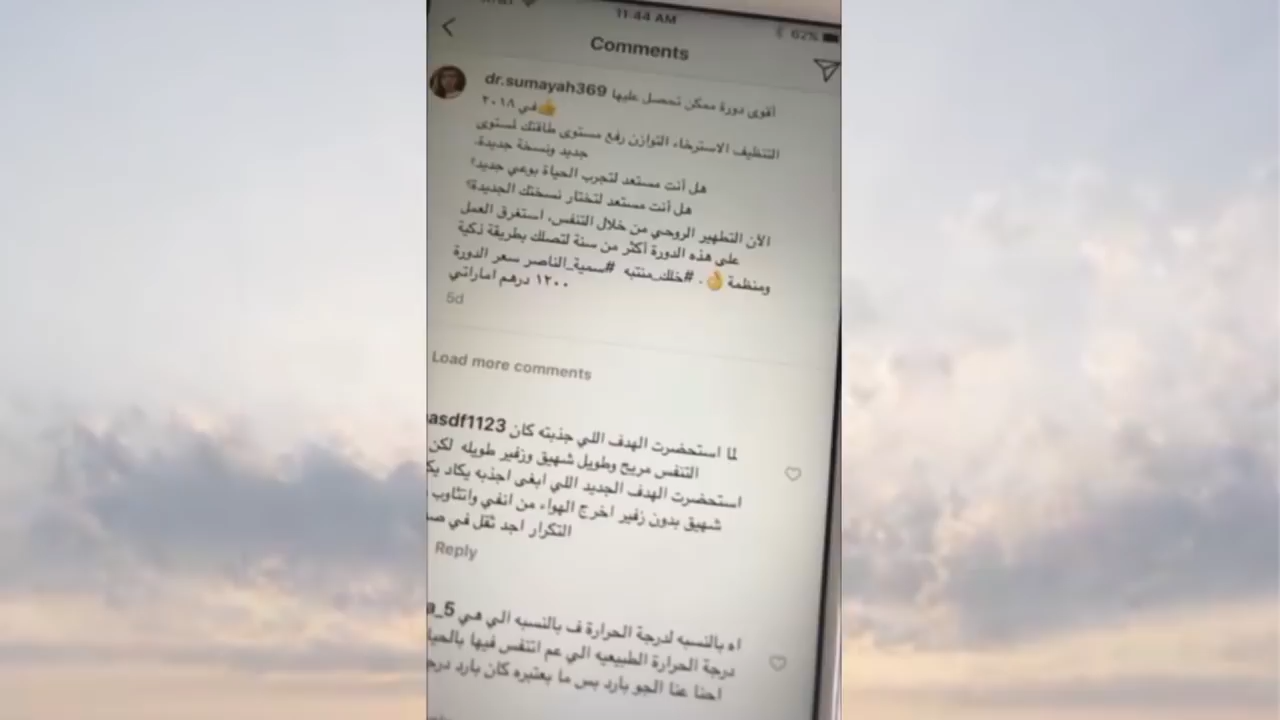 11:44 AM
62%
Comments
dr.sumayah369 أقوى دورة ممكن تحصل عليها
👍في ٢٠١٨
التنظيف الاسترخاء التوازن رفع مستوى طاقتك لمستوى
جديد ونسخة جديدة.
هل أنت مستعد لتجرب الحياة بوعي جديد؟
هل أنت مستعد لتختار نسختك الجديدة؟
الآن التطهير الروحي من خلال التنفس، استغرق العمل
على هذه الدورة أكثر من سنة لتصلك بطريقة ذكية
ومنظمة 👌. #خلك_منتبه #سمية_الناصر سعر الدورة
١٢٠٠ درهم اماراتي
5d
Load more comments
asdf1123 لما استحضرت الهدف اللي جذبته كان
التنفس مريح وطويل شهيق وزفير طويله لكن
استحضرت الهدف الجديد اللي ابغى اجذبه يكاد
شهيق بدون زفير اخرج الهواء من انفي واتثاوب
التكرار اجد ثقل في
Reply
a_5 اه بالنسبه لدرجة الحرارة ف بالنسبه الي هي
درجة الحرارة الطبيعيه الي عم اتنفس فيها
احنا عنا الجو بارد بس ما بعتبره كان بارد